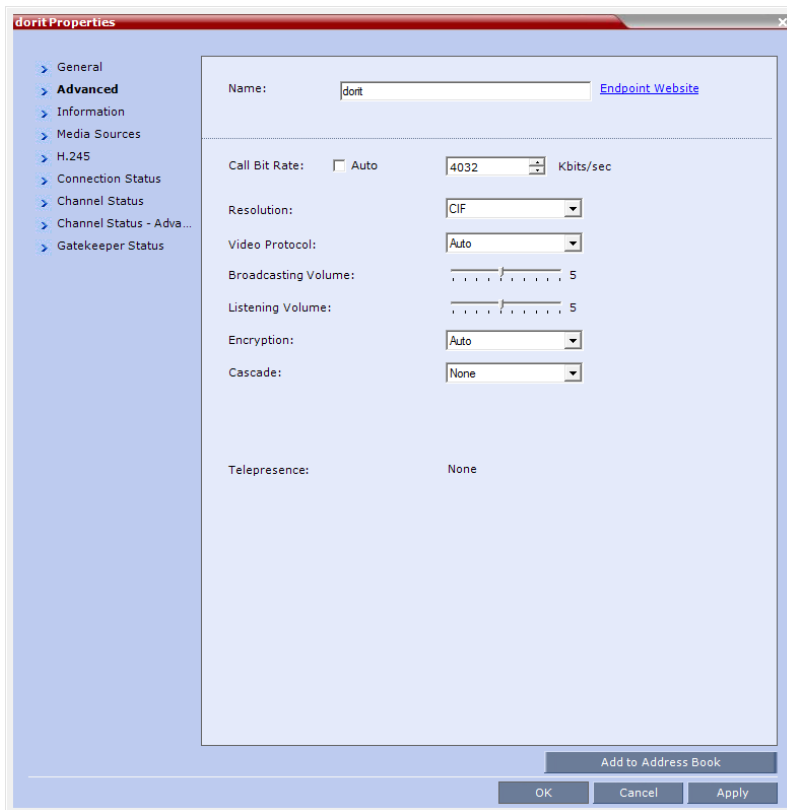 dorit Properties
General
Advanced
Information
Media Sources
H.245
Connection Status
Channel Status
Channel Status - Adva...
Gatekeeper Status
Name: dorit Endpoint Website
Call Bit Rate: Auto 4032 Kbits/sec
Resolution: CIF
Video Protocol: Auto
Broadcasting Volume: 5
Listening Volume: 5
Encryption: Auto
Cascade: None
Telepresence: None
Add to Address Book
OK Cancel Apply